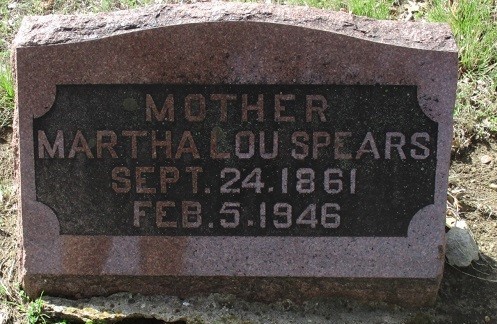 MOTHER
MARTHA LOU SPEARS
SEPT. 24. 1861
FEB. 5. 1946